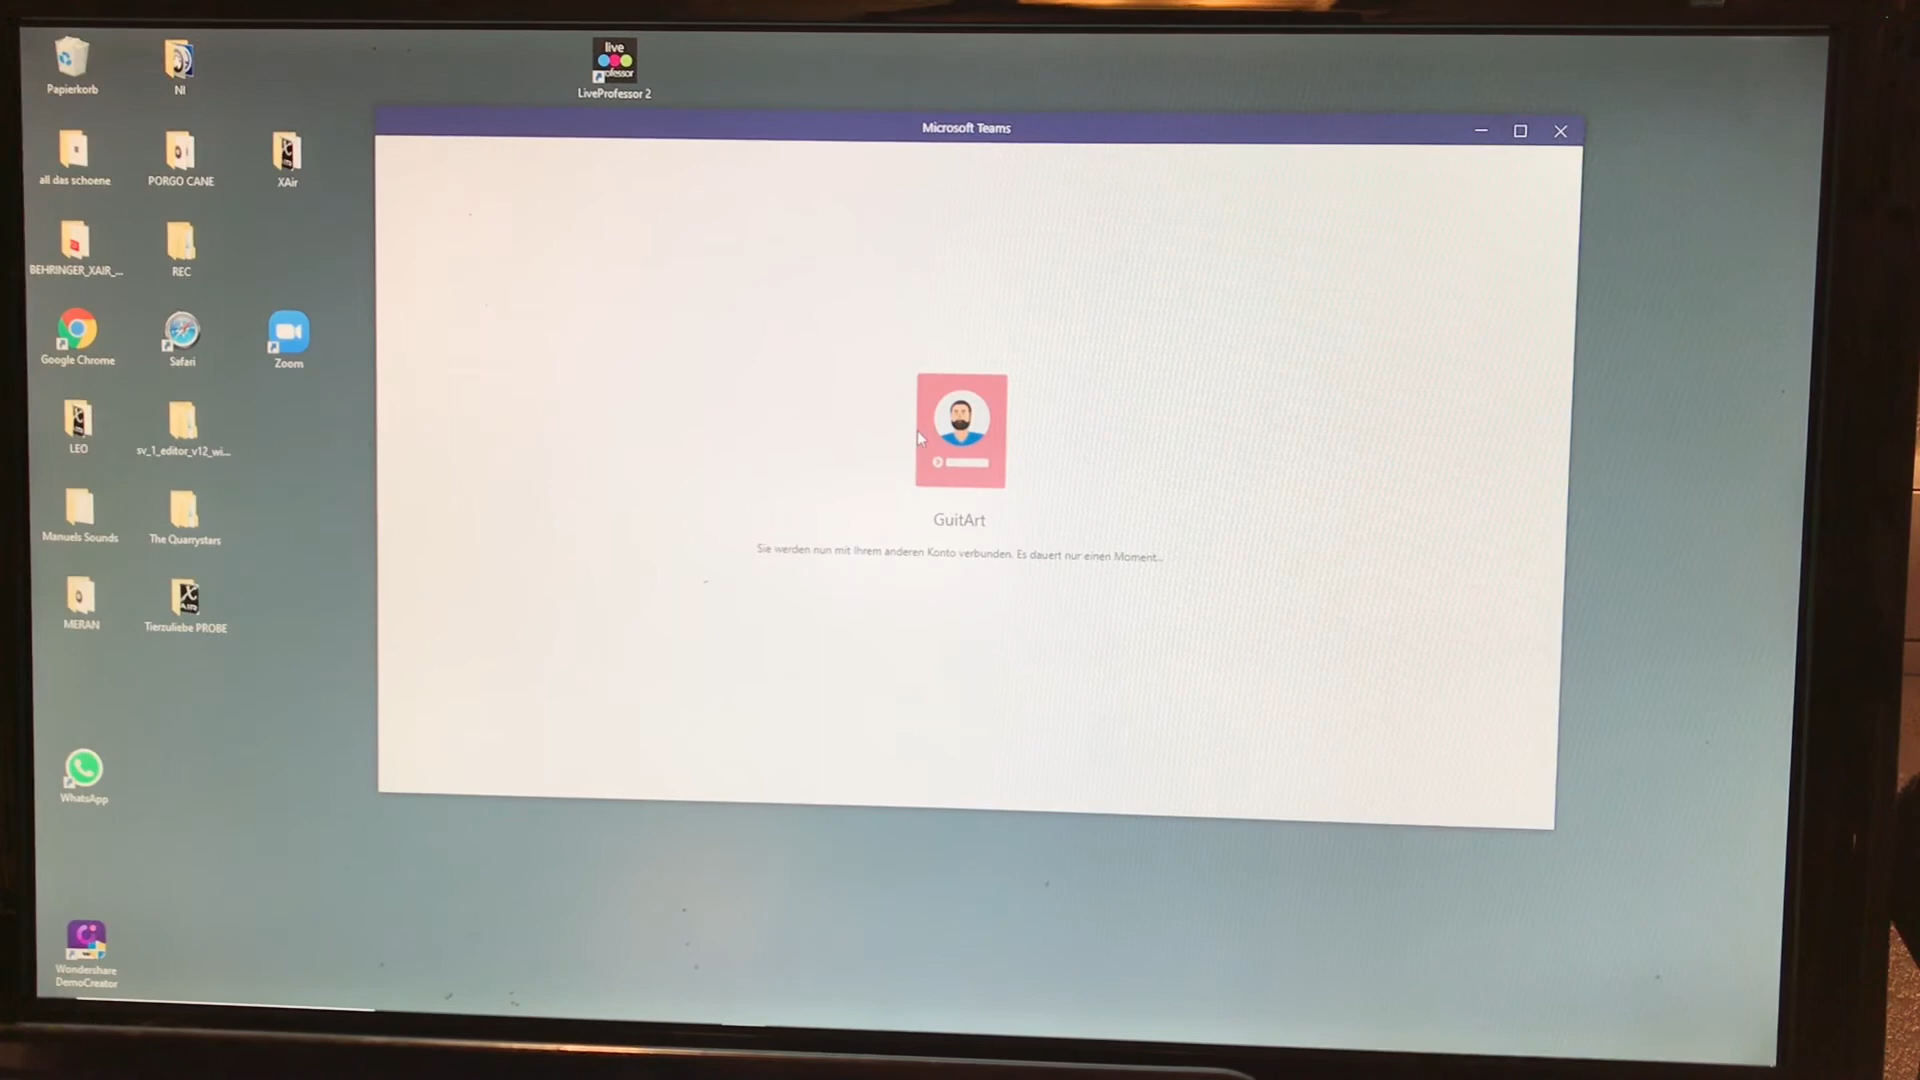 Papierkorb
NI
live
ofessor
LiveProfessor 2
Microsoft Teams
all das schoene
PORGO CANE
XAir
BEHRINGER_XAIR_...
REC
Google Chrome
Safari
Zoom
LEO
sv_1_editor_v12_wi...
Manuels Sounds
The Quarrystars
MERAN
Tierzuliebe PROBE
GuitArt
Sie werden nun mit Ihrem anderen Konto verbunden. Es dauert nur einen Moment...
WhatsApp
Wondershare
DemoCreator